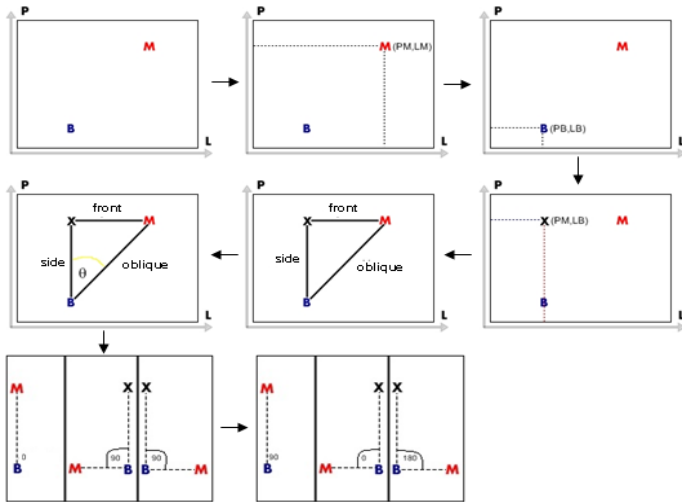 P
M
B
L
P
M (PM,LM)
B
L
P
M
B (PB,LB)
L
P
front
X M
side
θ oblique
B
L
P
front
X M
side
oblique
B
L
P
X (PM,LB) M
B
L
M X X
0 90 90
B M B B M
M X X
90 0 180
B M B B M